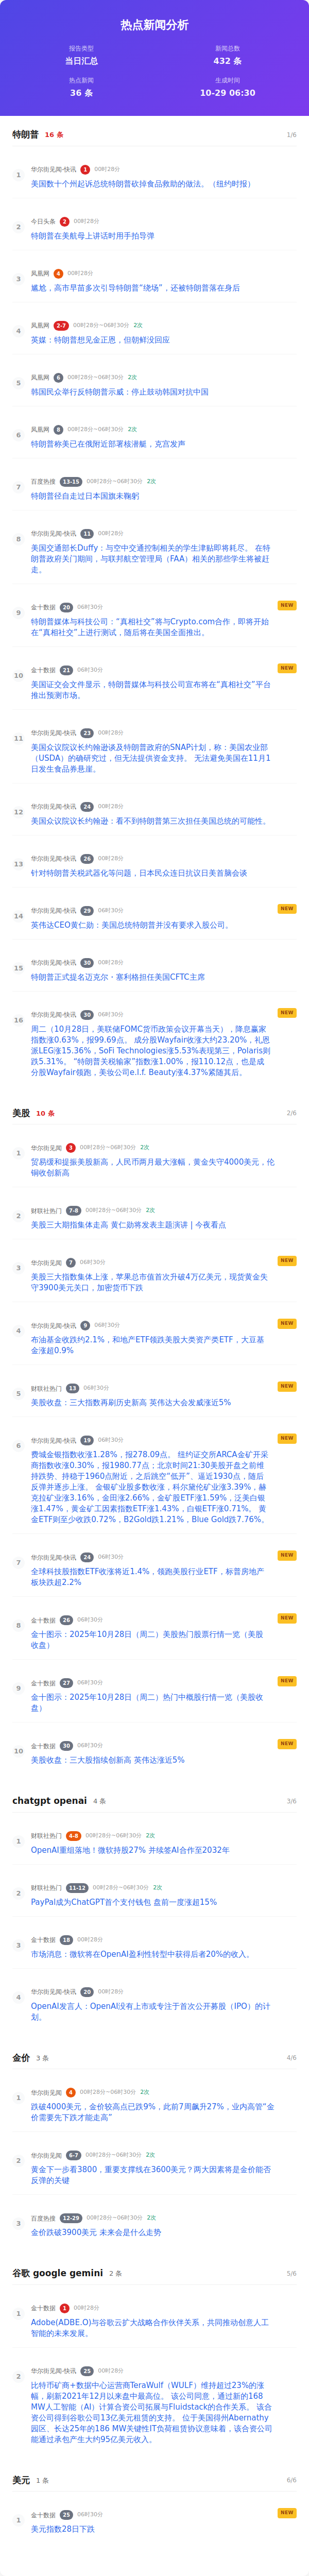 热点新闻分析
报告类型
新闻总数
当日汇总
432 条
热点新闻
生成时间
36 条
10-29 06:30
特朗普 16 条 1/6
1 华尔街见闻-快讯 1 00时28分
美国数十个州起诉总统特朗普砍掉食品救助的做法。（纽约时报）
2 今日头条 2 00时28分
特朗普在美航母上讲话时用手拍导弹
3 凤凰网 4 00时28分
尴尬，高市早苗多次引导特朗普“绕场”，还被特朗普落在身后
4 凤凰网 2-7 00时28分~06时30分 2次
英媒：特朗普想见金正恩，但朝鲜没回应
5 凤凰网 6 00时28分~06时30分 2次
韩国民众举行反特朗普示威：停止鼓动韩国对抗中国
6 凤凰网 8 00时28分~06时30分 2次
特朗普称美已在俄附近部署核潜艇，克宫发声
7 百度热搜 13-15 00时28分~06时30分 2次
特朗普径自走过日本国旗未鞠躬
8 华尔街见闻-快讯 11 00时28分
美国交通部长Duffy：与空中交通控制相关的学生津贴即将耗尽。 在特
朗普政府关门期间，与联邦航空管理局（FAA）相关的那些学生将被赶
走。
9 金十数据 20 06时30分 NEW
特朗普媒体与科技公司：“真相交易”将与Crypto.com合作，即将开始
在“真相交易”上进行测试，随后将在美国全面推出。
10 金十数据 21 06时30分 NEW
美国证交会文件显示，特朗普媒体与科技公司宣布将在“真相交易”平台
推出预测市场。
11 华尔街见闻-快讯 23 00时28分
美国众议院议长约翰逊谈及特朗普政府的SNAP计划，称：美国农业部
（USDA）的确研究过，但无法提供资金支持。 无法避免美国在11月1
日发生食品券悬崖。
12 华尔街见闻-快讯 24 00时28分
美国众议院议长约翰逊：看不到特朗普第三次担任美国总统的可能性。
13 华尔街见闻-快讯 26 00时28分
针对特朗普关税武器化等问题，日本民众连日抗议日美首脑会谈
14 华尔街见闻-快讯 29 06时30分 NEW
英伟达CEO黄仁勋：美国总统特朗普并没有要求入股公司。
15 华尔街见闻-快讯 30 00时28分
特朗普正式提名迈克尔・塞利格担任美国CFTC主席
16 华尔街见闻-快讯 30 06时30分 NEW
周二（10月28日，美联储FOMC货币政策会议开幕当天），降息赢家
指数涨0.63%，报99.69点。 成分股Wayfair收涨大约23.20%，礼恩
派LEG涨15.36%，SoFi Technologies涨5.53%表现第三，Polaris则
跌5.31%。 “特朗普关税输家”指数涨1.00%，报110.12点，也是成
分股Wayfair领跑，美妆公司e.l.f. Beauty涨4.37%紧随其后。
美股 10 条 2/6
1 华尔街见闻 3 00时28分~06时30分 2次
贸易缓和提振美股新高，人民币两月最大涨幅，黄金失守4000美元，伦
铜收创新高
2 财联社热门 7-8 00时28分~06时30分 2次
美股三大期指集体走高 黄仁勋将发表主题演讲 | 今夜看点
3 华尔街见闻 7 06时30分 NEW
美股三大指数集体上涨，苹果总市值首次升破4万亿美元，现货黄金失
守3900美元关口，加密货币下跌
4 华尔街见闻-快讯 9 06时30分 NEW
布油基金收跌约2.1%，和地产ETF领跌美股大类资产类ETF，大豆基
金涨超0.9%
5 财联社热门 13 06时30分 NEW
美股收盘：三大指数再刷历史新高 英伟达大会发威涨近5%
6 华尔街见闻-快讯 19 06时30分 NEW
费城金银指数收涨1.28%，报278.09点。 纽约证交所ARCA金矿开采
商指数收涨0.30%，报1980.77点；北京时间21:30美股开盘之前维
持跌势、持稳于1960点附近，之后跳空“低开”、逼近1930点，随后
反弹并逐步上涨。 金银矿业股多数收涨，科尔黛伦矿业涨3.39%，赫
克拉矿业涨3.16%，金田涨2.66%，金矿股ETF涨1.59%，泛美白银
涨1.47%，黄金矿工因素指数ETF涨1.43%，白银ETF涨0.71%。 黄
金ETF则至少收跌0.72%，B2Gold跌1.21%，Blue Gold跌7.76%。
7 华尔街见闻-快讯 24 06时30分 NEW
全球科技股指数ETF收涨将近1.4%，领跑美股行业ETF，标普房地产
板块跌超2.2%
8 金十数据 26 06时30分 NEW
金十图示：2025年10月28日（周二）美股热门股票行情一览（美股
收盘）
9 金十数据 27 06时30分 NEW
金十图示：2025年10月28日（周二）热门中概股行情一览（美股收
盘）
10 金十数据 30 06时30分 NEW
美股收盘：三大股指续创新高 英伟达涨近5%
chatgpt openai 4 条 3/6
1 财联社热门 4-8 00时28分~06时30分 2次
OpenAI重组落地！微软持股27% 并续签AI合作至2032年
2 财联社热门 11-12 00时28分~06时30分 2次
PayPal成为ChatGPT首个支付钱包 盘前一度涨超15%
3 金十数据 18 00时28分
市场消息：微软将在OpenAI盈利性转型中获得后者20%的收入。
4 华尔街见闻-快讯 20 00时28分
OpenAI发言人：OpenAI没有上市或专注于首次公开募股（IPO）的计
划。
金价 3 条 4/6
1 华尔街见闻 4 00时28分~06时30分 2次
跌破4000美元，金价较高点已跌9%，此前7周飙升27%，业内高管“金
价需要先下跌才能走高”
2 华尔街见闻 6-7 00时28分~06时30分 2次
黄金下一步看3800，重要支撑线在3600美元？两大因素将是金价能否
反弹的关键
3 百度热搜 12-29 00时28分~06时30分 2次
金价跌破3900美元 未来会是什么走势
谷歌 google gemini 2 条 5/6
1 金十数据 1 00时28分
Adobe(ADBE.O)与谷歌云扩大战略合作伙伴关系，共同推动创意人工
智能的未来发展。
2 华尔街见闻-快讯 25 00时28分
比特币矿商+数据中心运营商TeraWulf（WULF）维持超过23%的涨
幅，刷新2021年12月以来盘中最高位。 该公司同意，通过新的168
MW人工智能（AI）计算合资公司拓展与Fluidstack的合作关系。 该合
资公司得到谷歌公司13亿美元租赁的支持。 位于美国得州Abernathy
园区、长达25年的186 MW关键性IT负荷租赁协议意味着，该合资公司
能通过承包产生大约95亿美元收入。
美元 1 条 6/6
1 金十数据 25 06时30分 NEW
美元指数28日下跌